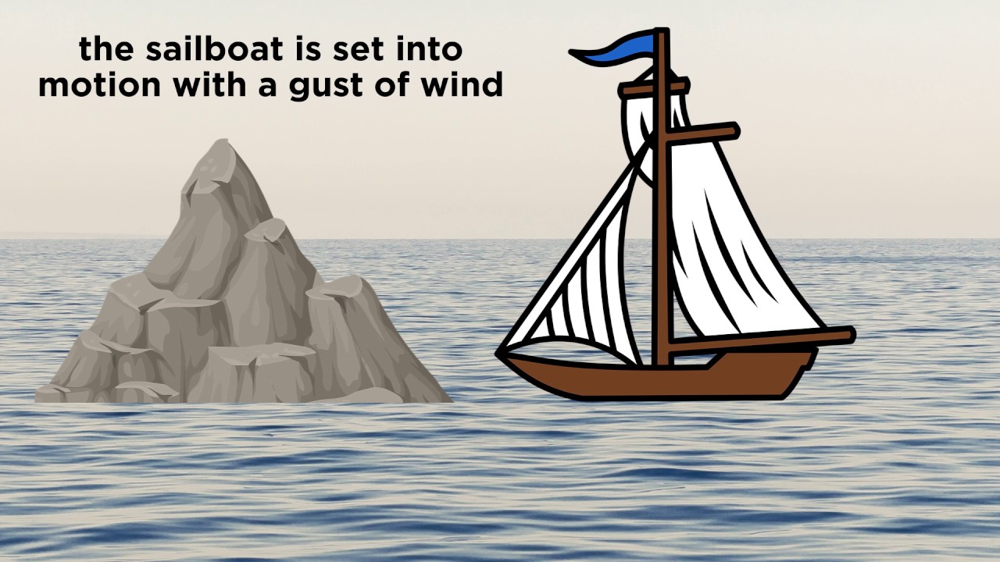 the sailboat is set into
motion with a gust of wind